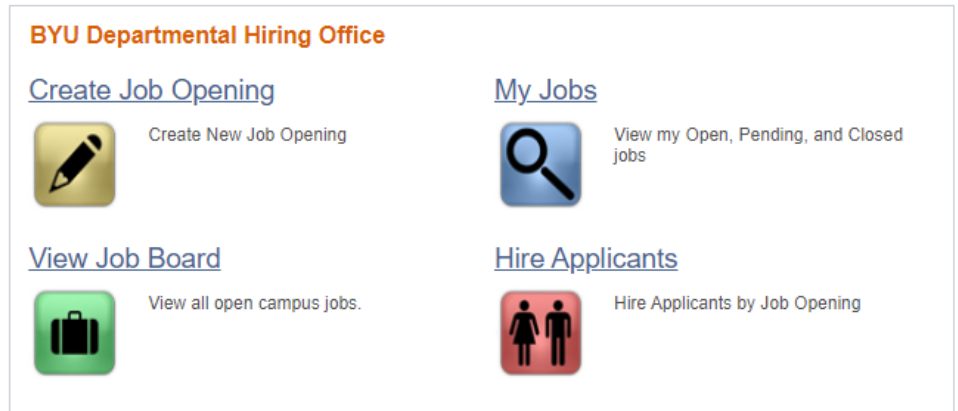 BYU Departmental Hiring Office
Create Job Opening
Create New Job Opening
My Jobs
View my Open, Pending, and Closed
jobs
View Job Board
View all open campus jobs.
Hire Applicants
Hire Applicants by Job Opening